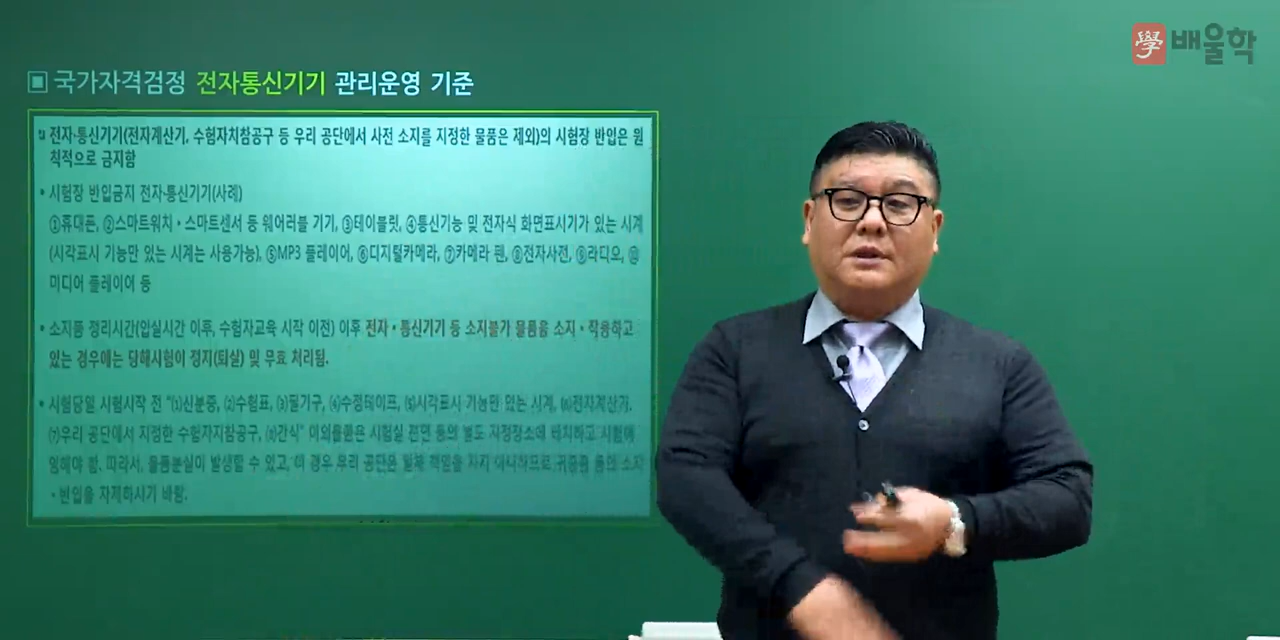 學 배울학
국가자격검정 전자통신기기 관리운영 기준
전자·통신기기(전자계산기, 수험자지참공구 등 우리 공단에서 사전 소지를 지정한 물품은 제외)의 시험장 반입은 원
칙적으로 금지함
• 시험장 반입금지 전자·통신기기(사례)
①휴대폰, ②스마트워치·스마트센서 등 웨어러블 기기, ③테이블릿, ④통신기능 및 전자식 화면표시기가 있는 시계
(시각표시 기능만 있는 시계는 사용가능), ⑤MP3 플레이어, ⑥디지털카메라, ⑦카메라 펜, ⑧전자사전, ⑨라디오, ⑩
미디어 플레이어 등
• 소지품 정리시간(입실시간 이후, 수험자교육 시작 이전) 이후 전자·통신기기 등 소지불가 물품을 소지·착용하고
있는 경우에는 당해시험이 정지(퇴실) 및 무효 처리됨.
• 시험당일 시험시작 전 "⑴신분증, ⑵수험표, ⑶필기구, ⑷수정테이프, ⑸시각표시 기능만 있는 시계, ⑹전자계산기,
⑺우리 공단에서 지정한 수험자지참공구, ⑻간식" 이외물품은 시험실 전면 등의 별도 지정장소에 배치하고 시험에
임해야 함. 따라서, 물품분실이 발생할 수 있고, 이 경우 우리 공단은 일체 책임을 지지 아니하므로 귀중품 등의 소지
·반입을 자제하시기 바람.